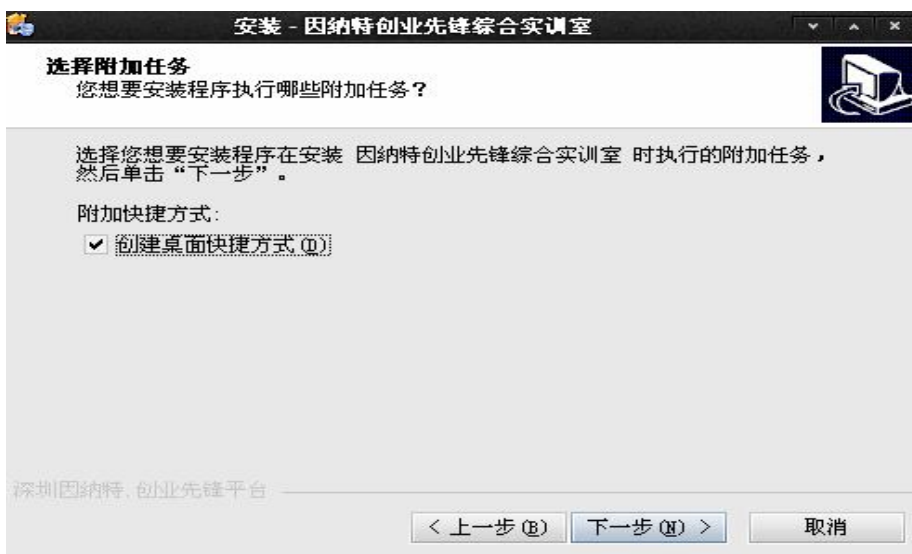 安装 - 因纳特创业先锋综合实训室
选择附加任务
您想要安装程序执行哪些附加任务？
选择您想要安装程序在安装 因纳特创业先锋综合实训室 时执行的附加任务，
然后单击“下一步”。
附加快捷方式:
创建桌面快捷方式(D)
深圳因纳特,创业先锋平台
< 上一步(B)
下一步(N) >
取消